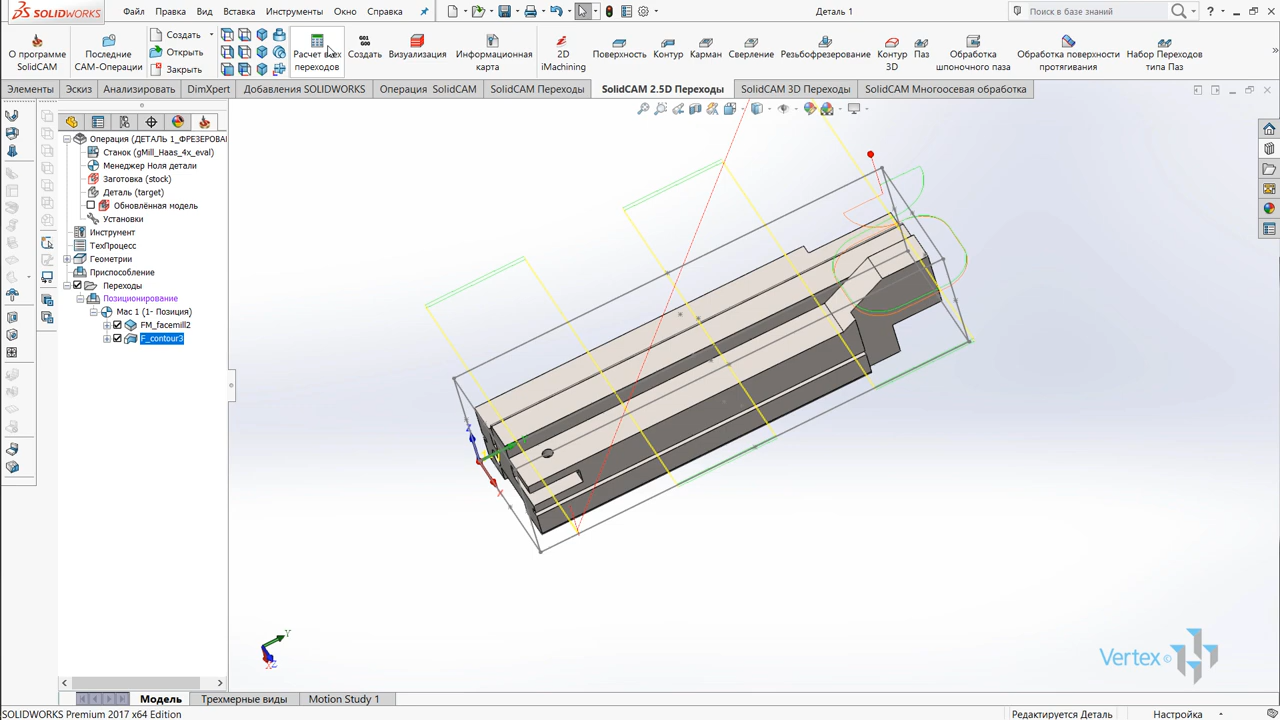 SOLIDWORKS
Файл
Правка
Вид
Вставка
Инструменты
Окно
Справка
Деталь 1
Поиск в базе знаний
?
О программе
SolidCAM
Последние
CAM-Операции
Создать
Открыть
Закрыть
Расчет всех
переходов
G01
G00
Создать
Визуализация
Информационная
карта
2D
iMachining
Поверхность
Контур
Карман
Сверление
Резьбофрезерование
Контур
3D
Паз
Обработка
шпоночного паза
Обработка поверхности
протягивания
Набор Переходов
типа Паз
Элементы
Эскиз
Анализировать
DimXpert
Добавления SOLIDWORKS
Операция SolidCAM
SolidCAM Переходы
SolidCAM 2.5D Переходы
SolidCAM 3D Переходы
SolidCAM Многоосевая обработка
Операция (ДЕТАЛЬ 1_ФРЕЗЕРОВАН
Станок (gMill_Haas_4x_eval)
Менеджер Ноля детали
Заготовка (stock)
Деталь (target)
Обновлённая модель
Установки
Инструмент
ТехПроцесс
Геометрии
Приспособление
Переходы
Позиционирование
Мас 1 (1- Позиция)
FM_facemill2
F_contour3
Z
X
Y
Z
Vertex ©
Модель
Трехмерные виды
Motion Study 1
SOLIDWORKS Premium 2017 x64 Edition
Редактируется Деталь
Настройка